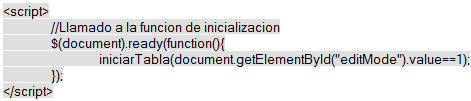 <script>
//Llamado a la funcion de inicializacion
$(document).ready(function(){
iniciarTabla(document.getElementById("editMode").value==1);
});
</script>